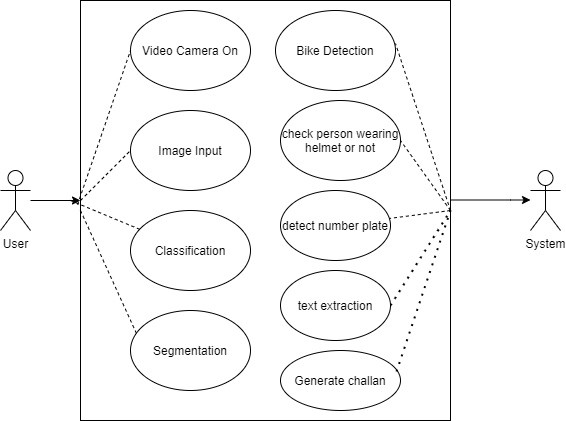 Video Camera On
Bike Detection
Image Input
check person wearing
helmet or not
User
Classification
detect number plate
System
Segmentation
text extraction
Generate challan